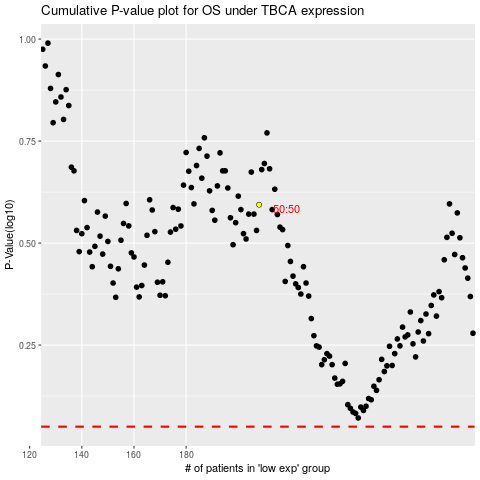 Cumulative P-value plot for OS under TBCA expression
1.00
0.75
0.50
0.25
P-Value(log10)
50:50
120 140 160 180
# of patients in 'low exp' group